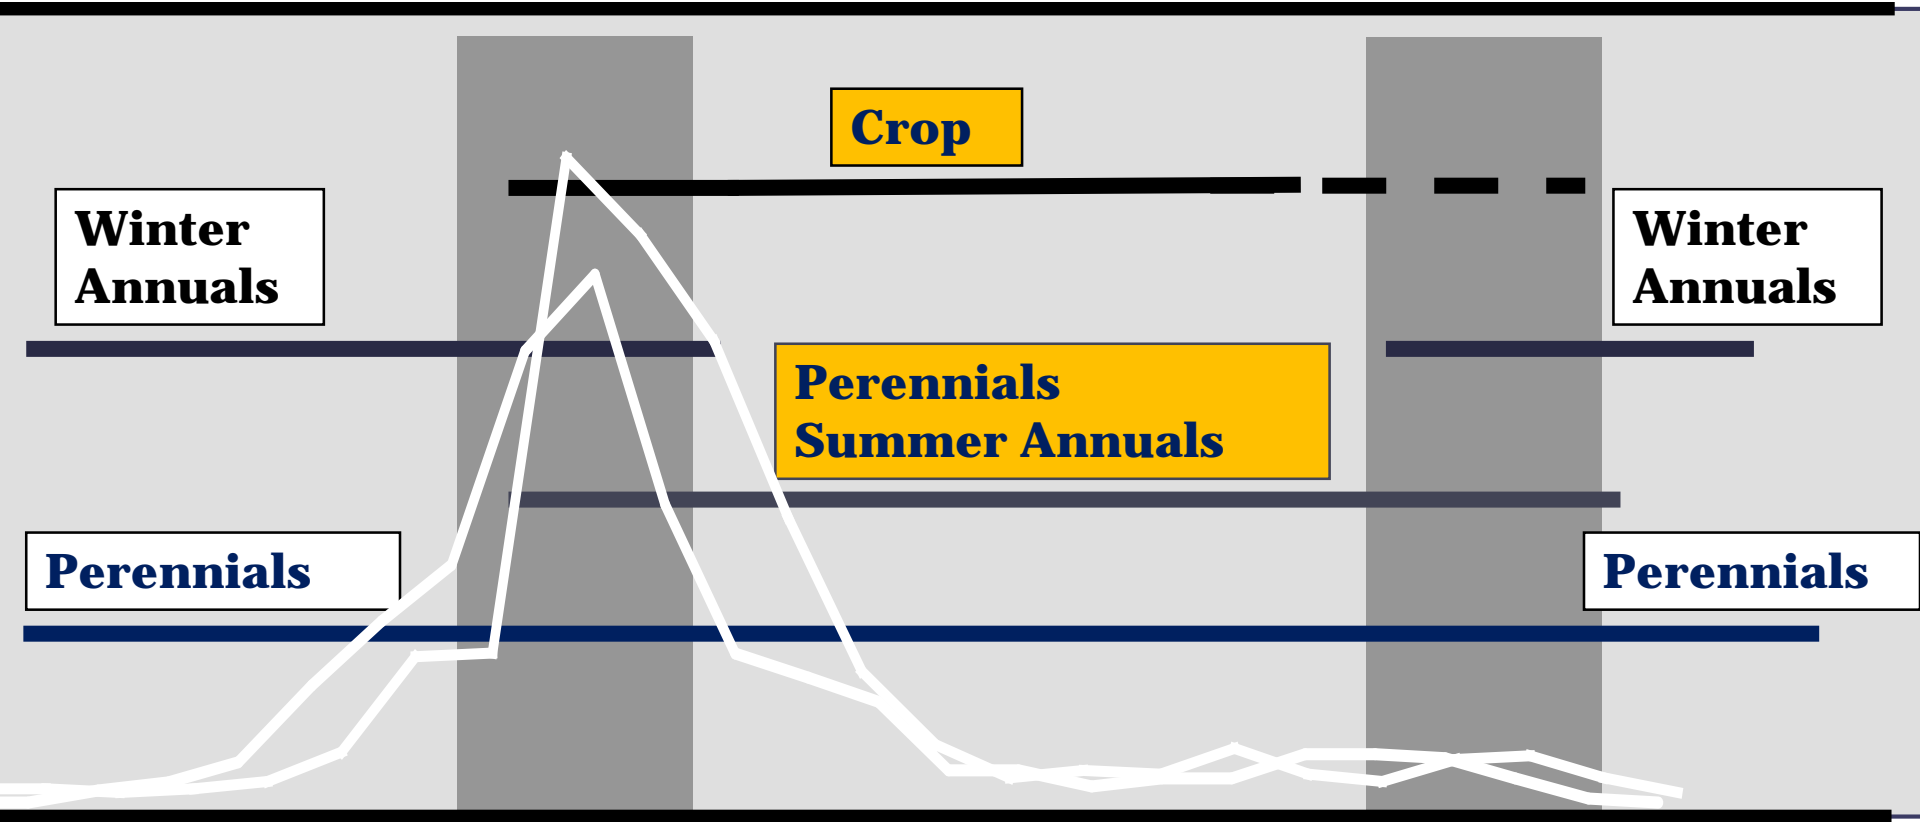 Crop
Winter
Annuals
Winter
Annuals
Perennials
Summer Annuals
Perennials
Perennials